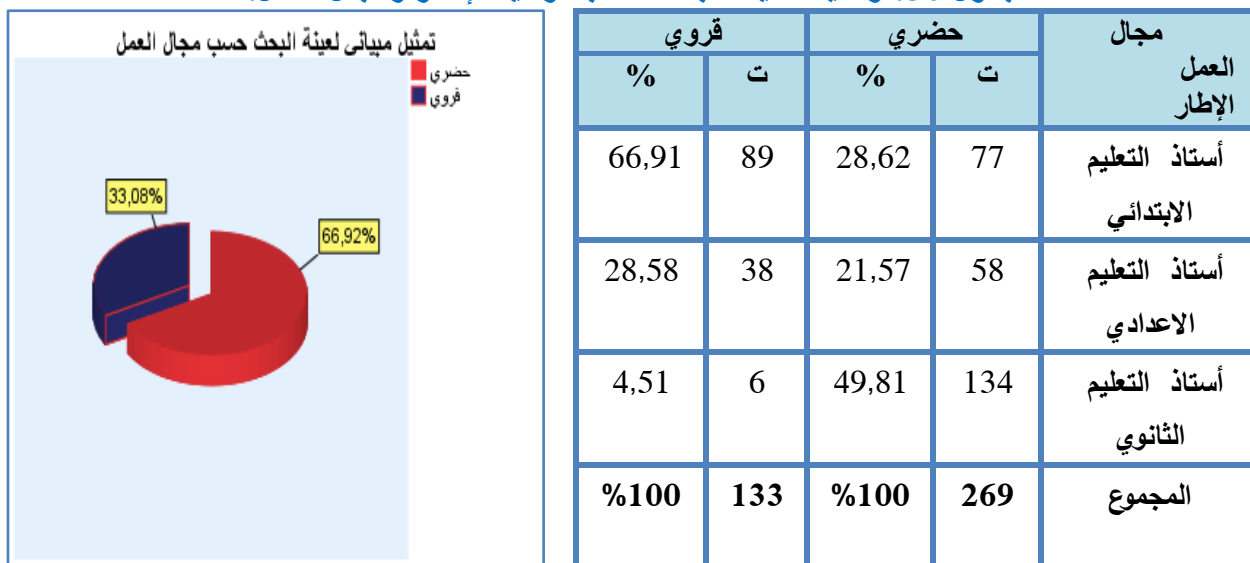 تمثيل مبياني لعينة البحث حسب مجال العمل
حضري
قروي
33,08%
66,92%
مجال العمل الإطار حضري قروي
ت % ت %
أستاذ التعليم الابتدائي 77 28,62 89 66,91
أستاذ التعليم الاعدادي 58 21,57 38 28,58
أستاذ التعليم الثانوي 134 49,81 6 4,51
المجموع 269 %100 133 %100